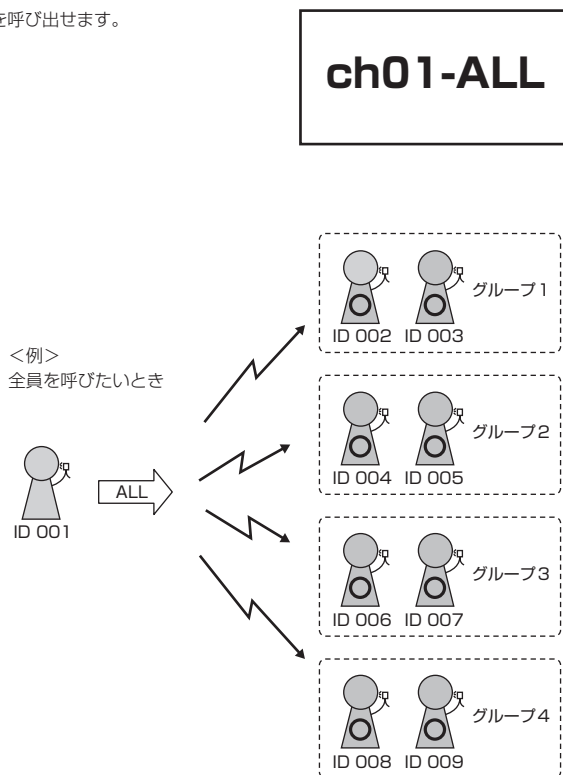 を呼び出せます。
ch01-ALL
グループ1
ID 002 ID 003
<例>
全員を呼びたいとき
グループ2
ID 004 ID 005
ALL
ID 001
グループ3
ID 006 ID 007
グループ4
ID 008 ID 009